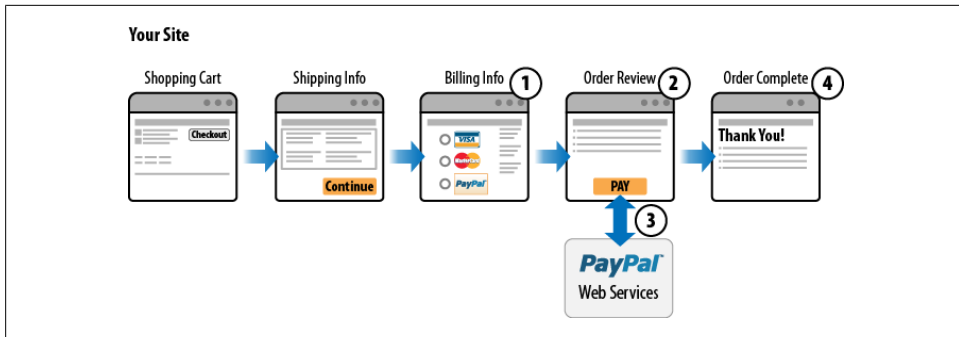 Your Site
Shopping Cart
Shipping Info
Billing Info
1
Order Review
2
Order Complete
4
Checkout
VISA
MasterCard
PayPal
Continue
PAY
Thank You!
3
PayPal
Web Services